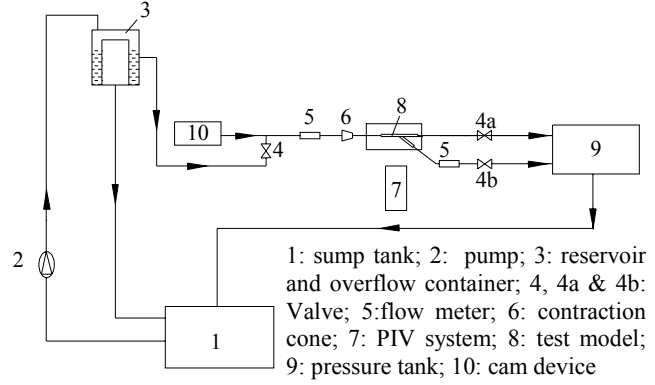 3
5
6
8
4a
10
4
5
9
4b
7
2
1
1: sump tank; 2: pump; 3: reservoir
and overflow container; 4, 4a & 4b:
Valve; 5:flow meter; 6: contraction
cone; 7: PIV system; 8: test model;
9: pressure tank; 10: cam device